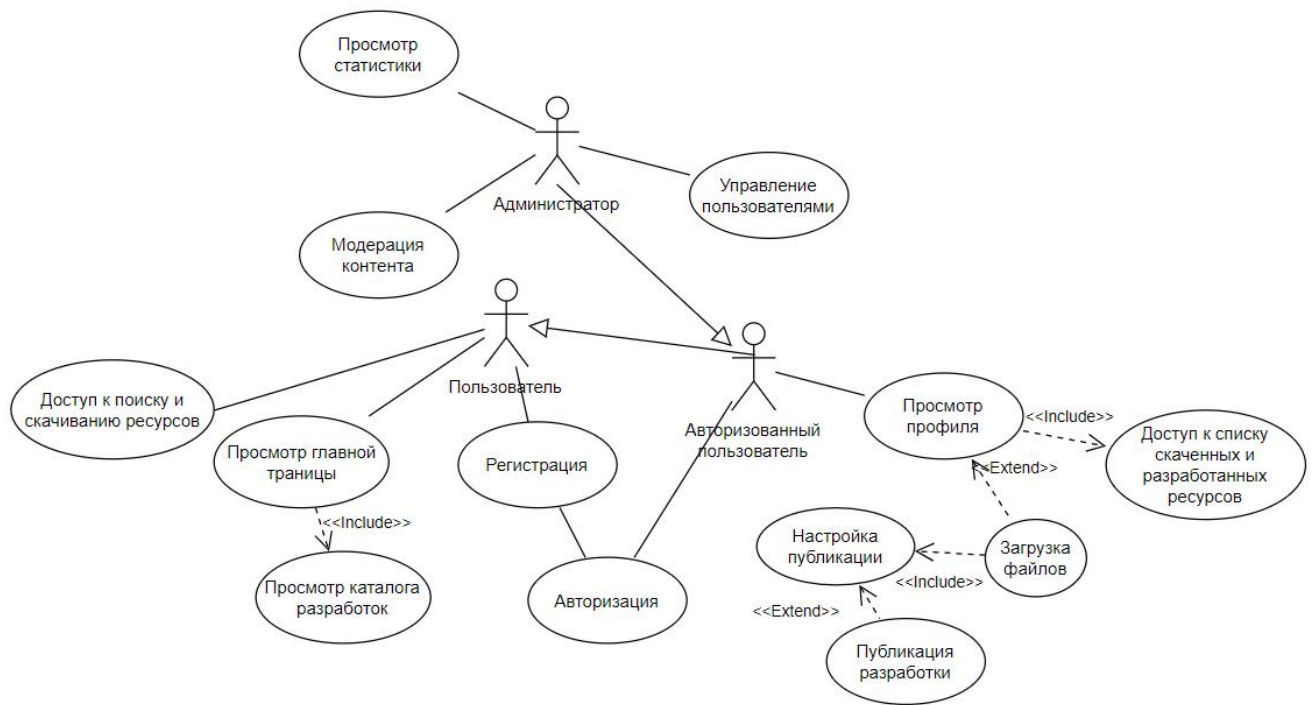 Просмотр
статистики
Администратор
Управление
пользователями
Модерация
контента
Пользователь
Доступ к поиску и
скачиванию ресурсов
Просмотр главной
траницы
<<Include>>
Просмотр каталога
разработок
Регистрация
Авторизация
Авторизованный
пользователь
Просмотр
профиля
<<Include>>
Доступ к списку
скаченных и
разработанных
ресурсов
<<Extend>>
Загрузка
файлов
<<Include>>
Настройка
публикации
<<Extend>>
Публикация
разработки